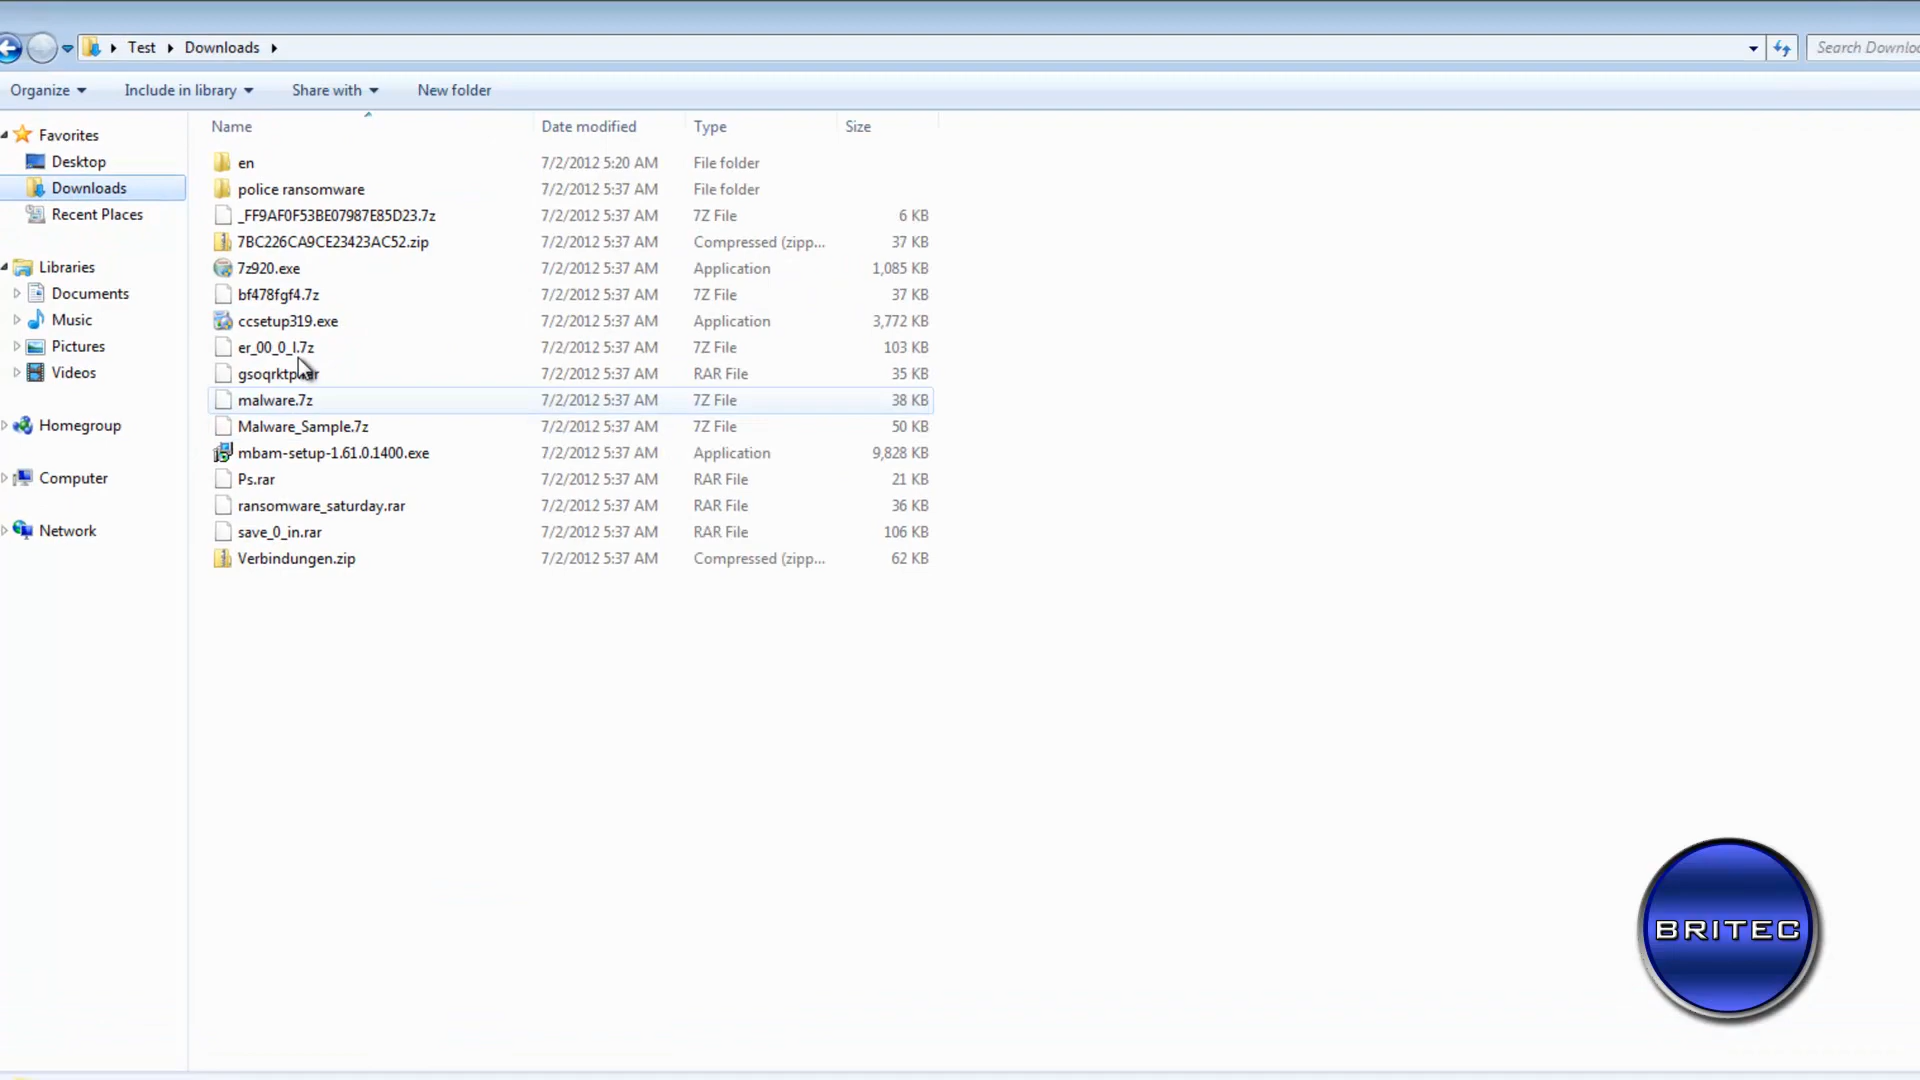 Test Downloads Search Downloa
Organize Include in library Share with New folder
Name Date modified Type Size
Favorites
Desktop
Downloads
Recent Places
Libraries
Documents
Music
Pictures
Videos
Homegroup
Computer
Network
en 7/2/2012 5:20 AM File folder
police ransomware 7/2/2012 5:37 AM File folder
_FF9AF0F53BE07987E85D23.7z 7/2/2012 5:37 AM 7Z File 6 KB
7BC226CA9CE23423AC52.zip 7/2/2012 5:37 AM Compressed (zipp... 37 KB
7z920.exe 7/2/2012 5:37 AM Application 1,085 KB
bf478fgf4.7z 7/2/2012 5:37 AM 7Z File 37 KB
ccsetup319.exe 7/2/2012 5:37 AM Application 3,772 KB
er_00_0_l.7z 7/2/2012 5:37 AM 7Z File 103 KB
7/2/2012 5:37 AM RAR File 35 KB
malware.7z 7/2/2012 5:37 AM 7Z File 38 KB
Malware_Sample.7z 7/2/2012 5:37 AM 7Z File 50 KB
mbam-setup-1.61.0.1400.exe 7/2/2012 5:37 AM Application 9,828 KB
Ps.rar 7/2/2012 5:37 AM RAR File 21 KB
ransomware_saturday.rar 7/2/2012 5:37 AM RAR File 36 KB
save_0_in.rar 7/2/2012 5:37 AM RAR File 106 KB
Verbindungen.zip 7/2/2012 5:37 AM Compressed (zipp... 62 KB
BRITEC